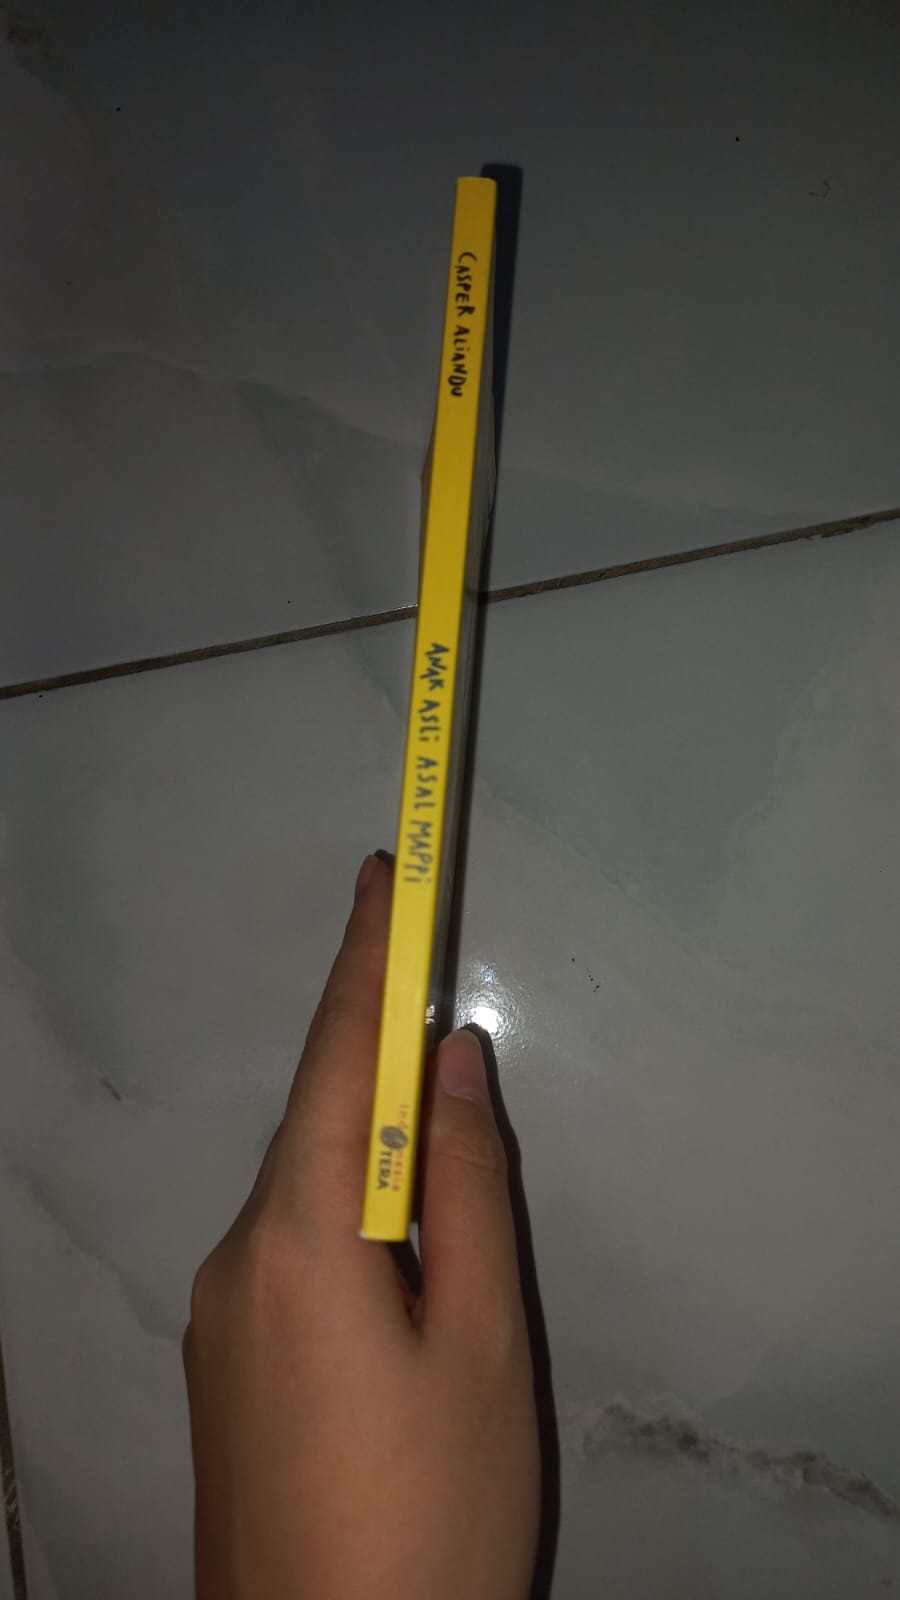 CASPER ALiANDU
ANAK ASLi ASAL MAPPi
indonesia
TERA